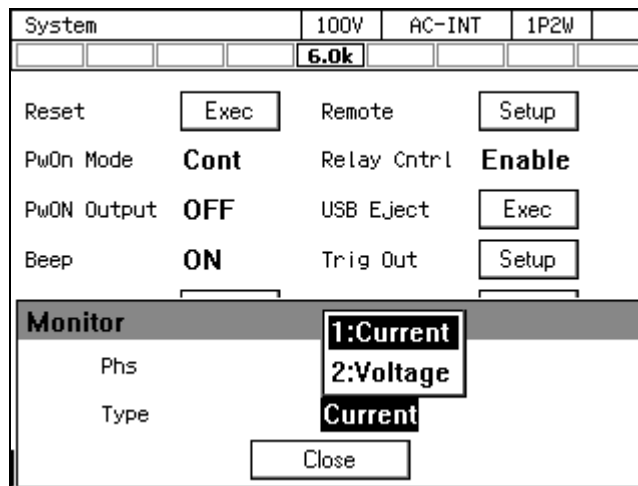 System 100V AC-INT 1P2W
6.0k
Reset Exec Remote Setup
PwOn Mode Cont Relay Cntrl Enable
PwON Output OFF USB Eject Exec
Beep ON Trig Out Setup
Monitor
1:Current
Phs
2:Voltage
Type Current
Close